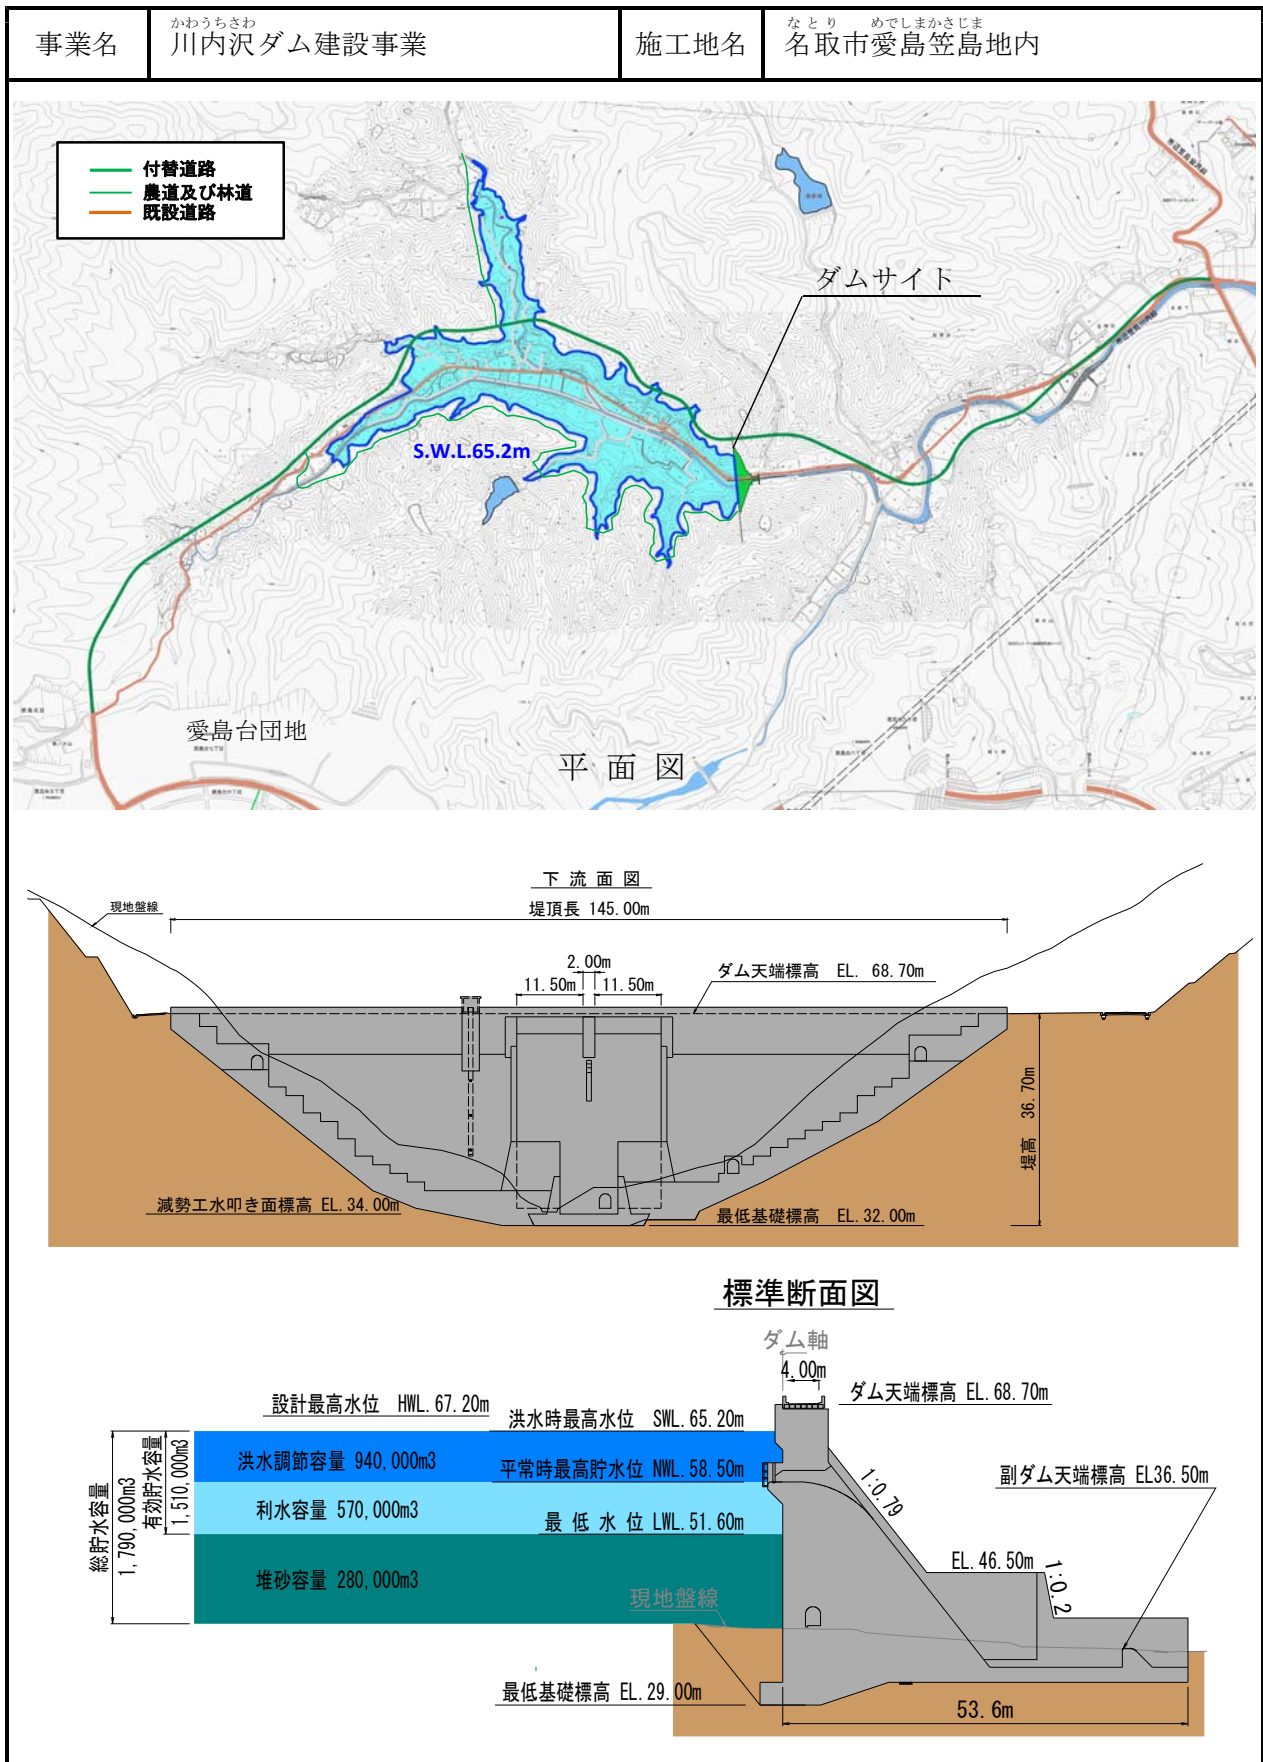 事業名
かわうちさわ
川内沢ダム建設事業
施工地名
なとり めでしまかさじま
名取市愛島笠島地内
付替道路
農道及び林道
既設道路
ダムサイト
S.W.L.65.2m
愛島台団地
平面図
下流面図
現地盤線
堤頂長 145.00m
2.00m
11.50m
11.50m
ダム天端標高 EL. 68.70m
堤高 36.70m
減勢工水叩き面標高 EL.34.00m
最低基礎標高 EL.32.00m
標準断面図
ダム軸
4.00m
設計最高水位 HWL.67.20m
ダム天端標高 EL.68.70m
洪水時最高水位 SWL.65.20m
洪水調節容量 940,000m3
平常時最高貯水位 NWL.58.50m
1:0.79
副ダム天端標高 EL36.50m
総貯水容量
1,790,000m3
有効貯水容量
1,510,000m3
利水容量 570,000m3
最低水位 LWL.51.60m
EL.46.50m
1:0.2
堆砂容量 280,000m3
現地盤線
最低基礎標高 EL.29.00m
53.6m